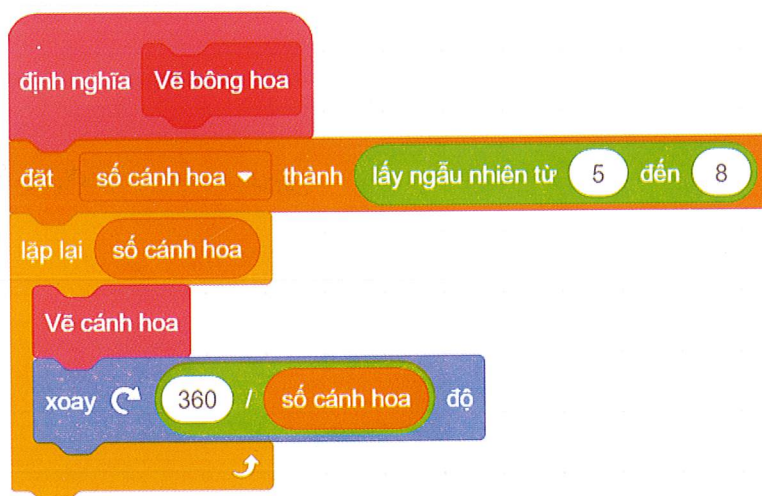 định nghĩa Vẽ bông hoa
đặt số cánh hoa thành lấy ngẫu nhiên từ 5 đến 8
lặp lại số cánh hoa
Vẽ cánh hoa
xoay 360 / số cánh hoa độ